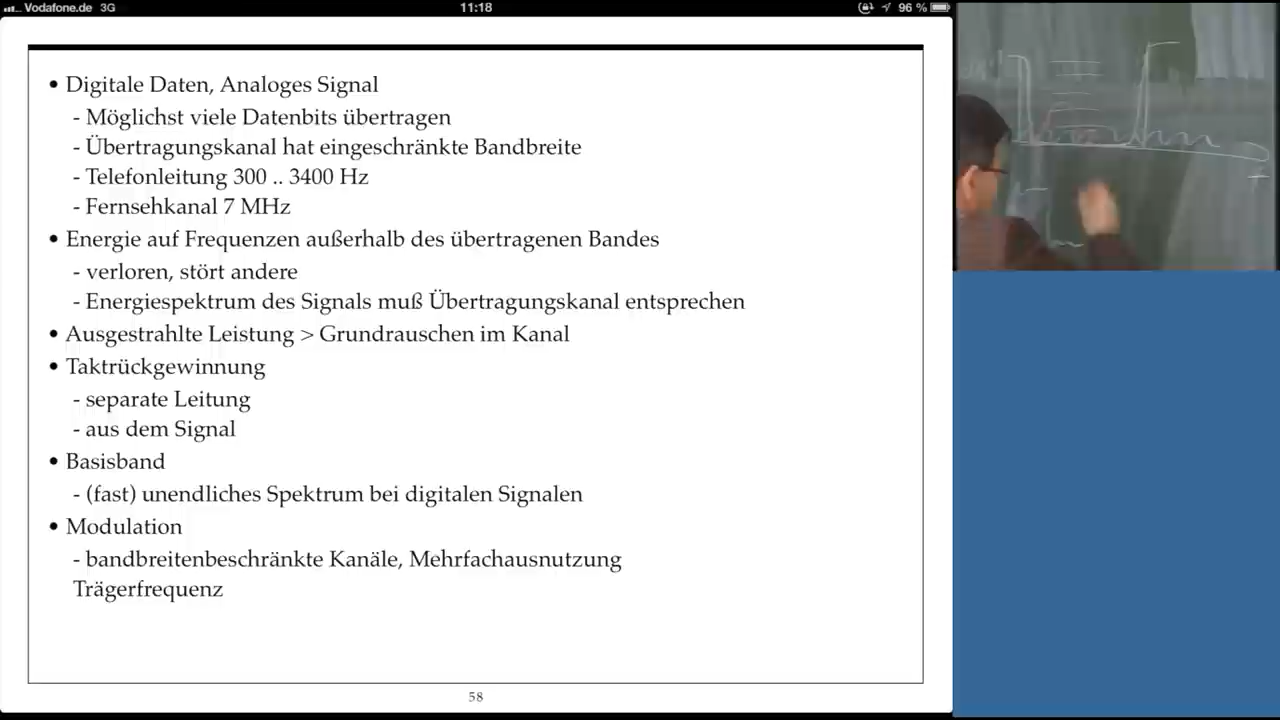 Vodafone.de 3G
11:18
96 %
• Digitale Daten, Analoges Signal
- Möglichst viele Datenbits übertragen
- Übertragungskanal hat eingeschränkte Bandbreite
- Telefonleitung 300 .. 3400 Hz
- Fernsehkanal 7 MHz
• Energie auf Frequenzen außerhalb des übertragenen Bandes
- verloren, stört andere
- Energiespektrum des Signals muß Übertragungskanal entsprechen
• Ausgestrahlte Leistung > Grundrauschen im Kanal
• Taktrückgewinnung
- separate Leitung
- aus dem Signal
• Basisband
- (fast) unendliches Spektrum bei digitalen Signalen
• Modulation
- bandbreitenbeschränkte Kanäle, Mehrfachausnutzung
Trägerfrequenz
58